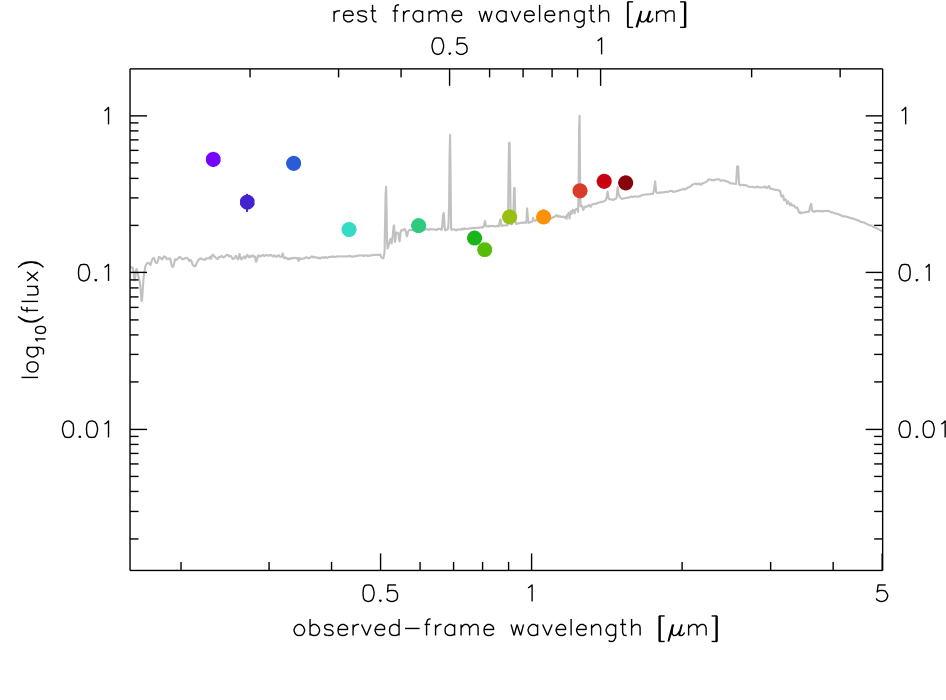 rest frame wavelength [μm]
0.5 1
1 1
0.1 0.1
0.01 0.01
log₁₀(flux)
0.5 1 5
observed-frame wavelength [μm]